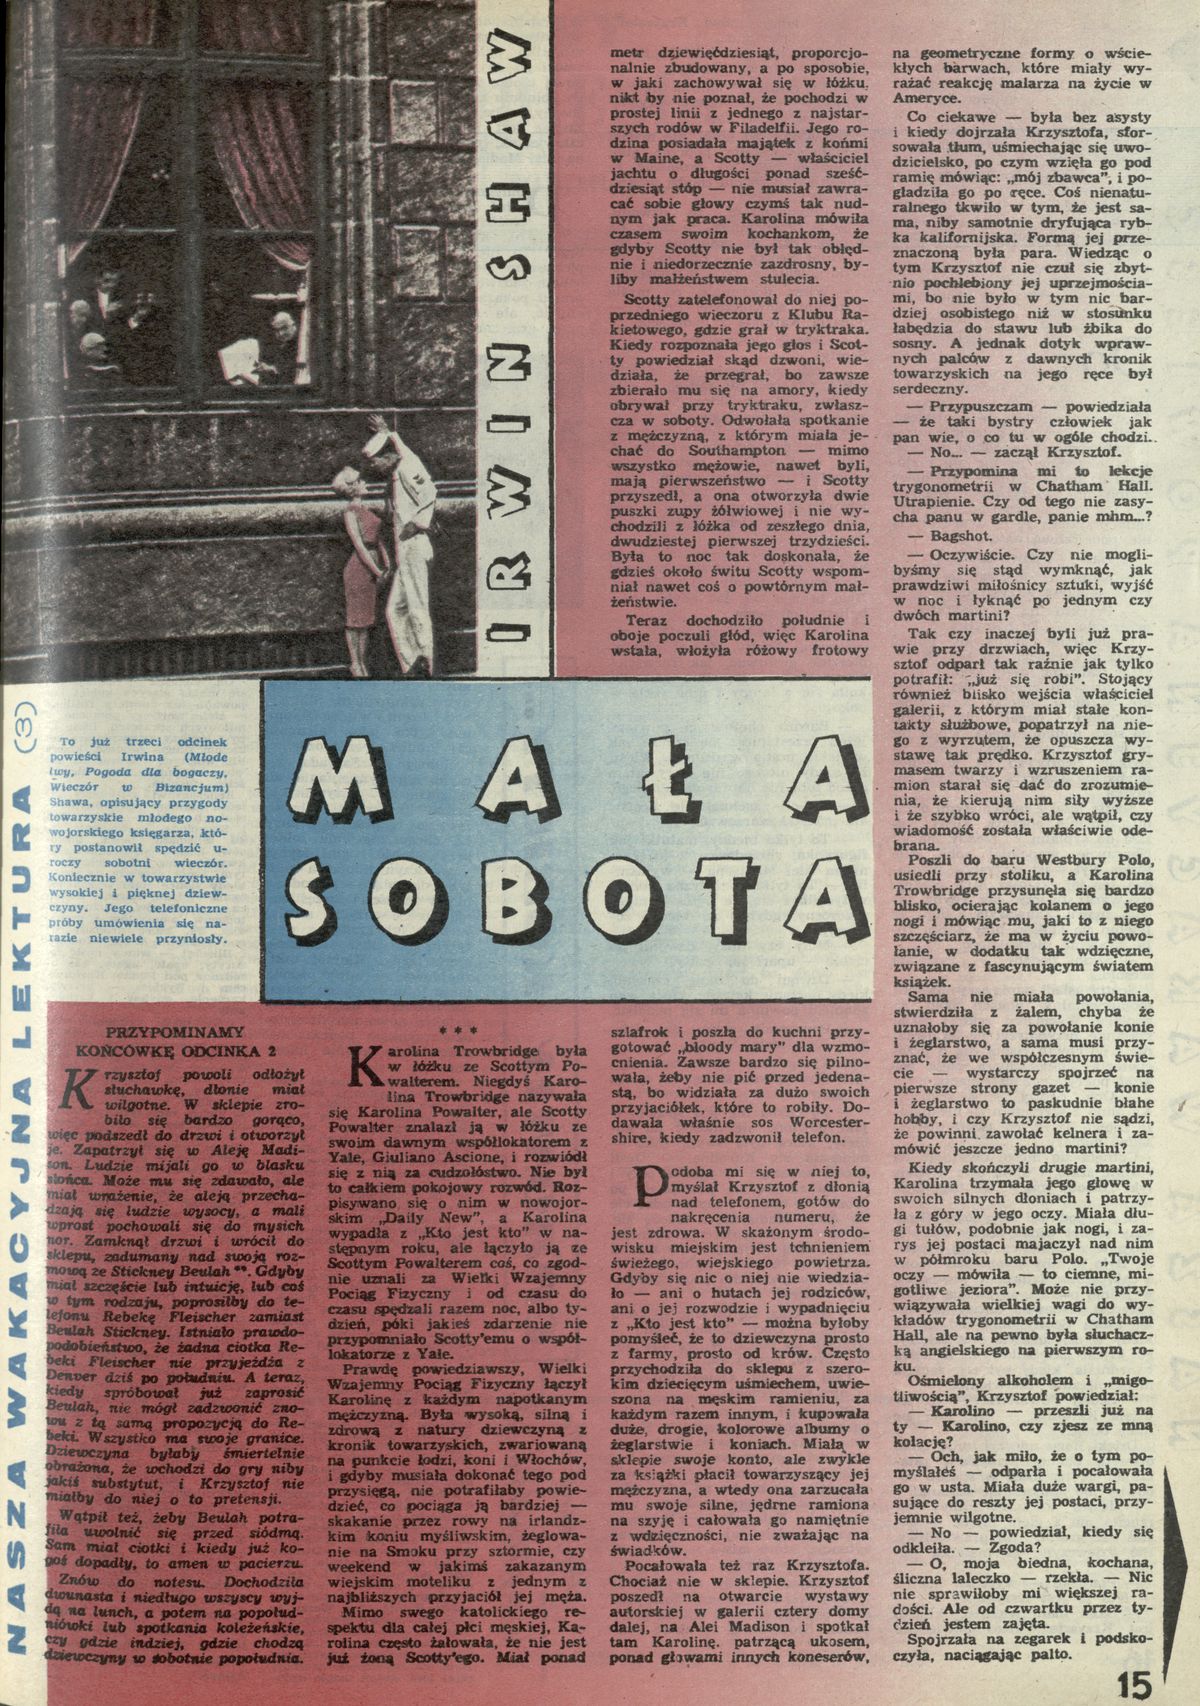 IRWIN SHAW
NASZA WAKACYJNA LEKTURA (3)
To już trzeci odcinek
powieści Irwina (Młode
lwy, Pogoda dla bogaczy,
Wieczór w Bizancjum)
Shawa, opisujący przygody
towarzyskie młodego no-
wojorskiego księgarza, któ-
ry postanowił spędzić u-
roczy sobotni wieczór.
Koniecznie w towarzystwie
wysokiej i pięknej dziew-
czyny. Jego telefoniczne
próby umówienia się na-
razie niewiele przyniosły.
MAŁA
SOBOTA
PRZYPOMINAMY
KOŃCÓWKĘ ODCINKA 2
Krzysztof powoli odłożył
słuchawkę, dłonie miał
wilgotne. W sklepie zro-
biło się bardzo gorąco,
więc podszedł do drzwi i otworzył
je. Zapatrzył się w Aleję Madi-
son. Ludzie mijali go w blasku
słońca. Może mu się zdawało, ale
miał wrażenie, że aleją przecha-
dzają się ludzie wysocy, a mali
wprost pochowali się do mysich
nor. Zamknął drzwi i wrócił do
sklepu, zadumany nad swoją roz-
mową ze Stickney Beulah**. Gdyby
miał szczęście lub intuicję, lub coś
w tym rodzaju, poprosiłby do te-
lefonu Rebekę Fleischer zamiast
Beulah Stickney. Istniało prawdo-
podobieństwo, że żadna ciotka Re-
beki Fleischer nie przyjeżdża z
Denver dziś po południu. A teraz,
kiedy spróbował już zaprosić
Beulah, nie mógł zadzwonić zno-
wu z tą samą propozycją do Re-
beki. Wszystko ma swoje granice.
Dziewczyna byłaby śmiertelnie
obrażona, że wchodzi do gry niby
jakiś substytut, i Krzysztof nie
miałby do niej o to pretensji.
Wątpił też, żeby Beulah potra-
fiła uwolnić się przed siódmą.
Sam miał ciotki i kiedy już ko-
goś dopadły, to amen w pacierzu.
Znów do notesu. Dochodziła
dwunasta i niedługo wszyscy wyj-
dą na lunch, a potem na popołud-
niówki lub spotkania koleżeńskie,
czy gdzie indziej, gdzie chodzą
dziewczyny w sobotnie popołudnia.
* * *
Karolina Trowbridge była
w łóżku ze Scottym Po-
walterem. Niegdyś Karo-
lina Trowbridge nazywała
się Karolina Powalter, ale Scotty
Powalter znalazł ją w łóżku ze
swoim dawnym współlokatorem z
Yale, Giuliano Ascione, i rozwiódł
się z nią za cudzołóstwo. Nie był
to całkiem pokojowy rozwód. Roz-
pisywano się o nim w nowojor-
skim „Daily New", a Karolina
wypadła z „Kto jest kto" w na-
stępnym roku, ale łączyło ją ze
Scottym Powalterem coś, co zgod-
nie uznali za Wielki Wzajemny
Pociąg Fizyczny i od czasu do
czasu spędzali razem noc, albo ty-
dzień, póki jakieś zdarzenie nie
przypomniało Scotty'emu o współ-
lokatorze z Yale.
Prawdę powiedziawszy, Wielki
Wzajemny Pociąg Fizyczny łączył
Karolinę z każdym napotkanym
mężczyzną. Była wysoką, silną i
zdrową z natury dziewczyną z
kronik towarzyskich, zwariowaną
na punkcie łodzi, koni i Włochów,
i gdyby musiała dokonać tego pod
przysięgą, nie potrafiłaby powie-
dzieć, co pociąga ją bardziej —
skakanie przez rowy na irlandz-
kim koniu myśliwskim, żeglowa-
nie na Smoku przy sztormie, czy
weekend w jakimś zakazanym
wiejskim moteliku z jednym z
najbliższych przyjaciół jej męża.
Mimo swego katolickiego re-
spektu dla całej płci męskiej, Ka-
rolina często żałowała, że nie jest
już żoną Scotty'ego. Miał ponad
metr dziewięćdziesiąt, proporcjo-
nalnie zbudowany, a po sposobie,
w jaki zachowywał się w łóżku,
nikt by nie poznał, że pochodzi w
prostej linii z jednego z najstar-
szych rodów w Filadelfii. Jego ro-
dzina posiadała majątek z końmi
w Maine, a Scotty — właściciel
jachtu o długości ponad sześć-
dziesiąt stóp — nie musiał zawra-
cać sobie głowy czymś tak nud-
nym jak praca. Karolina mówiła
czasem swoim kochankom, że
gdyby Scotty nie był tak obłęd-
nie i niedorzecznie zazdrosny, by-
liby małżeństwem stulecia.
Scotty zatelefonował do niej po-
przedniego wieczoru z Klubu Ra-
kietowego, gdzie grał w tryktraka.
Kiedy rozpoznała jego głos i Scot-
ty powiedział skąd dzwoni, wie-
działa, że przegrał, bo zawsze
zbierało mu się na amory, kiedy
obrywał przy tryktraku, zwłasz-
cza w soboty. Odwołała spotkanie
z mężczyzną, z którym miała je-
chać do Southampton — mimo
wszystko mężowie, nawet byli,
mają pierwszeństwo — i Scotty
przyszedł, a ona otworzyła dwie
puszki zupy żółwiowej i nie wy-
chodzili z łóżka od zeszłego dnia,
dwudziestej pierwszej trzydzieści.
Była to noc tak doskonała, że
gdzieś około świtu Scotty wspom-
niał nawet coś o powtórnym mał-
żeństwie.
Teraz dochodziło południe i
oboje poczuli głód, więc Karolina
wstała, włożyła różowy frotowy
szlafrok i poszła do kuchni przy-
gotować „bloody mary" dla wzmo-
cnienia. Zawsze bardzo się pilno-
wała, żeby nie pić przed jedena-
stą, bo widziała za dużo swoich
przyjaciółek, które to robiły. Do-
dawała właśnie sos Worcester-
shire, kiedy zadzwonił telefon.
Podoba mi się w niej to,
myślał Krzysztof z dłonią
nad telefonem, gotów do
nakręcenia numeru, że
jest zdrowa. W skażonym środo-
wisku miejskim jest tchnieniem
świeżego, wiejskiego powietrza.
Gdyby się nic o niej nie wiedzia-
ło — ani o hutach jej rodziców,
ani o jej rozwodzie i wypadnięciu
z „Kto jest kto" — można byłoby
pomyśleć, że to dziewczyna prosto
z farmy, prosto od krów. Często
przychodziła do sklepu z szero-
kim dziecięcym uśmiechem, uwie-
szona na męskim ramieniu, za
każdym razem innym, i kupowała
duże, drogie, kolorowe albumy o
żeglarstwie i koniach. Miała w
sklepie swoje konto, ale zwykle
za książki płacił towarzyszący jej
mężczyzna, a wtedy ona zarzucała
mu swoje silne, jędrne ramiona
na szyję i całowała go namiętnie
z wdzięczności, nie zważając na
świadków.
Pocałowała też raz Krzysztofa.
Chociaż nie w sklepie. Krzysztof
poszedł na otwarcie wystawy
autorskiej w galerii cztery domy
dalej, na Alei Madison i spotkał
tam Karolinę, patrzącą ukosem,
ponad głowami innych koneserów,
na geometryczne formy o wście-
kłych barwach, które miały wy-
rażać reakcję malarza na życie w
Ameryce.
Co ciekawe — była bez asysty
i kiedy dojrzała Krzysztofa, sfor-
sowała tłum, uśmiechając się uwo-
dzicielsko, po czym wzięła go pod
ramię mówiąc: „mój zbawca", i po-
gładziła go po ręce. Coś nienatu-
ralnego tkwiło w tym, że jest sa-
ma, niby samotnie dryfująca ryb-
ka kalifornijska. Formą jej prze-
znaczoną była para. Wiedząc o
tym Krzysztof nie czuł się zbyt-
nio pochlebiony jej uprzejmościa-
mi, bo nie było w tym nic bar-
dziej osobistego niż w stosunku
łabędzia do stawu lub żbika do
sosny. A jednak dotyk wpraw-
nych palców z dawnych kronik
towarzyskich na jego ręce był
serdeczny.
— Przypuszczam — powiedziała
— że taki bystry człowiek jak
pan wie, o co tu w ogóle chodzi..
— No... — zaczął Krzysztof.
— Przypomina mi to lekcje
trygonometrii w Chatham Hall.
Utrapienie. Czy od tego nie zasy-
cha panu w gardle, panie mhm...?
— Bagshot.
— Oczywiście. Czy nie mogli-
byśmy się stąd wymknąć, jak
prawdziwi miłośnicy sztuki, wyjść
w noc i łyknąć po jednym czy
dwóch martini?
Tak czy inaczej byli już pra-
wie przy drzwiach, więc Krzy-
sztof odparł tak raźnie jak tylko
potrafił: „już się robi". Stojący
również blisko wejścia właściciel
galerii, z którym miał stałe kon-
takty służbowe, popatrzył na nie-
go z wyrzutem, że opuszcza wy-
stawę tak prędko. Krzysztof gry-
masem twarzy i wzruszeniem ra-
mion starał się dać do zrozumie-
nia, że kierują nim siły wyższe
i że szybko wróci, ale wątpił, czy
wiadomość została właściwie ode-
brana.
Poszli do baru Westbury Polo,
usiedli przy stoliku, a Karolina
Trowbridge przysunęła się bardzo
blisko, ocierając kolanem o jego
nogi i mówiąc mu, jaki to z niego
szczęściarz, że ma w życiu powo-
łanie, w dodatku tak wdzięczne,
związane z fascynującym światem
książek.
Sama nie miała powołania,
stwierdziła z żalem, chyba że
uznałoby się za powołanie konie
i żeglarstwo, a sama musi przy-
znać, że we współczesnym świe-
cie — wystarczy spojrzeć na
pierwsze strony gazet — konie
i żeglarstwo to paskudnie błahe
hobby, i czy Krzysztof nie sądzi,
że powinni zawołać kelnera i za-
mówić jeszcze jedno martini?
Kiedy skończyli drugie martini,
Karolina trzymała jego głowę w
swoich silnych dłoniach i patrzy-
ła z góry w jego oczy. Miała dłu-
gi tułów, podobnie jak nogi, i za-
rys jej postaci majaczył nad nim
w półmroku baru Polo. „Twoje
oczy — mówiła — to ciemne, mi-
gotliwe jeziora". Może nie przy-
wiązywała wielkiej wagi do wy-
kładów trygonometrii w Chatham
Hall, ale na pewno była słuchacz-
ką angielskiego na pierwszym ro-
ku.
Ośmielony alkoholem i „migo-
tliwością", Krzysztof powiedział:
— Karolino — przeszli już na
ty — Karolino, czy zjesz ze mną
kolację?
— Och, jak miło, że o tym po-
myślałeś — odparła i pocałowała
go w usta. Miała duże wargi, pa-
sujące do reszty jej postaci, przy-
jemnie wilgotne.
— No — powiedział, kiedy się
odkleiła. — Zgoda?
— O, moja biedna, kochana,
śliczna laleczko — rzekła. — Nic
nie sprawiłoby mi większej ra-
dości. Ale od czwartku przez ty-
dzień jestem zajęta.
Spojrzała na zegarek i podsko-
czyła, naciągając palto.
15